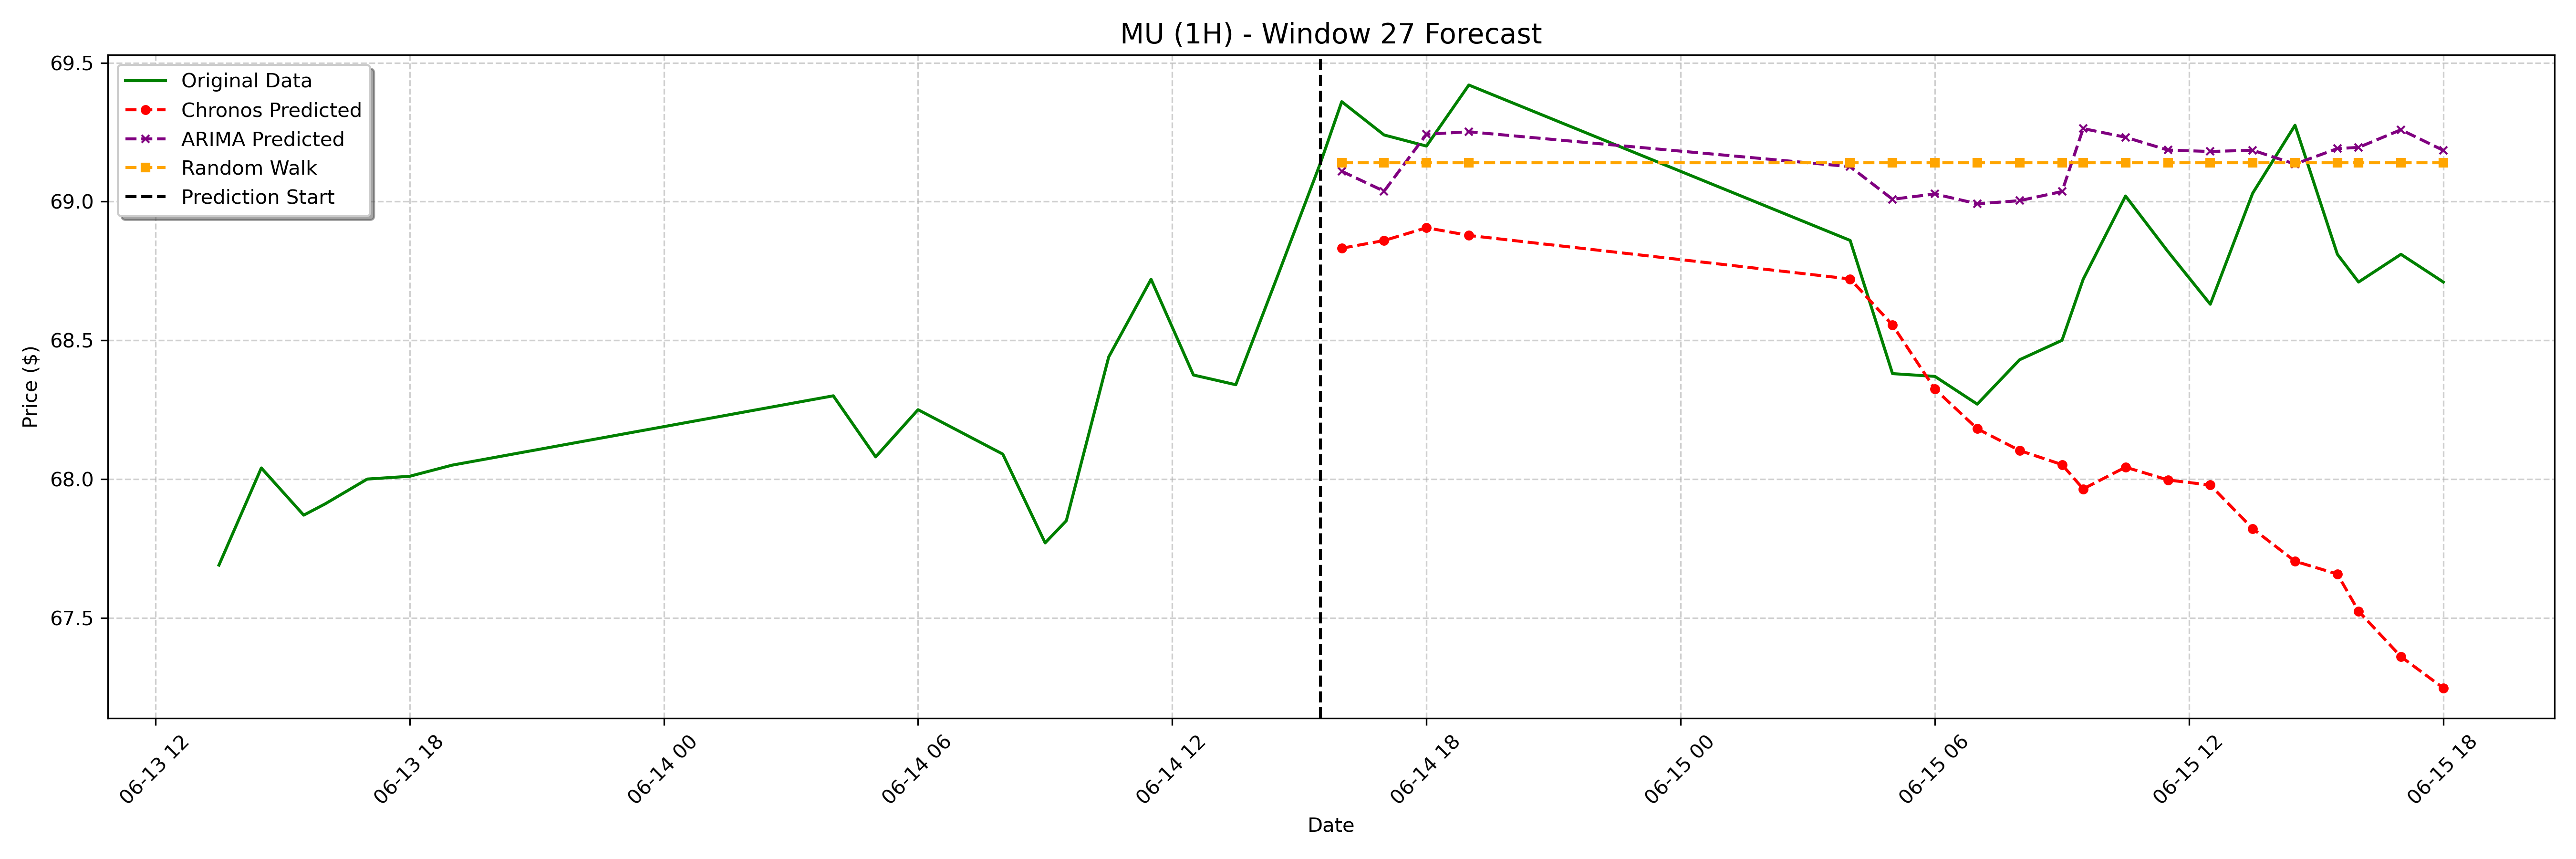 MU (1H) - Window 27 Forecast
69.5
69.0
68.5
68.0
67.5
Price ($)
Original Data
Chronos Predicted
ARIMA Predicted
Random Walk
Prediction Start
06-13 12
06-13 18
06-14 00
06-14 06
06-14 12
06-14 18
06-15 00
06-15 06
06-15 12
06-15 18
Date